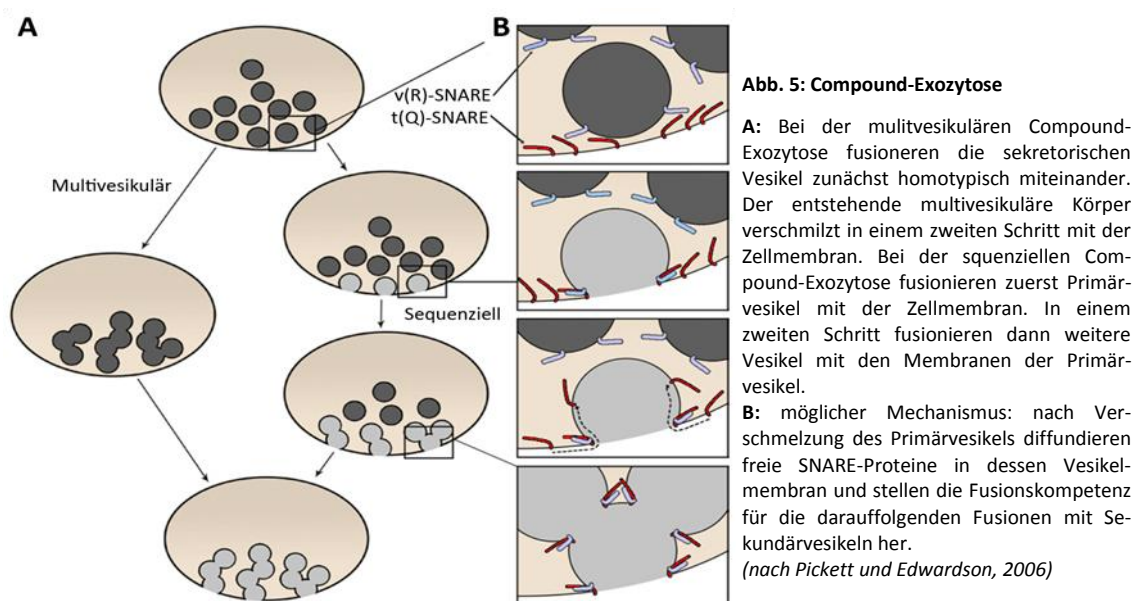 A
B
v(R)-SNARE
t(Q)-SNARE
Multivesikulär
Sequenziell
Abb. 5: Compound-Exozytose
A: Bei der mulitvesikulären Compound-
Exozytose fusioneren die sekretorischen
Vesikel zunächst homotypisch miteinander.
Der entstehende multivesikuläre Körper
verschmilzt in einem zweiten Schritt mit der
Zellmembran. Bei der squenziellen Com-
pound-Exozytose fusionieren zuerst Primär-
vesikel mit der Zellmembran. In einem
zweiten Schritt fusionieren dann weitere
Vesikel mit den Membranen der Primär-
vesikel.
B: möglicher Mechanismus: nach Ver-
schmelzung des Primärvesikels diffundieren
freie SNARE-Proteine in dessen Vesikel-
membran und stellen die Fusionskompetenz
für die darauffolgenden Fusionen mit Se-
kundärvesikeln her.
(nach Pickett und Edwardson, 2006)